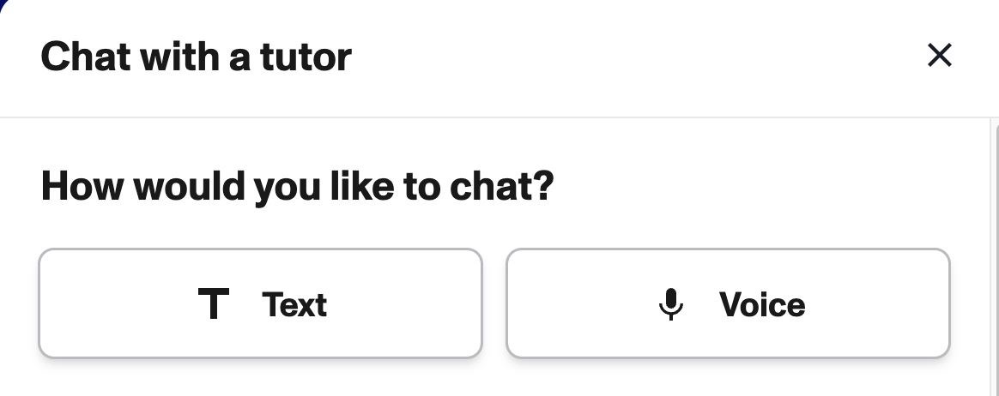 Chat with a tutor
How would you like to chat?
Text
Voice